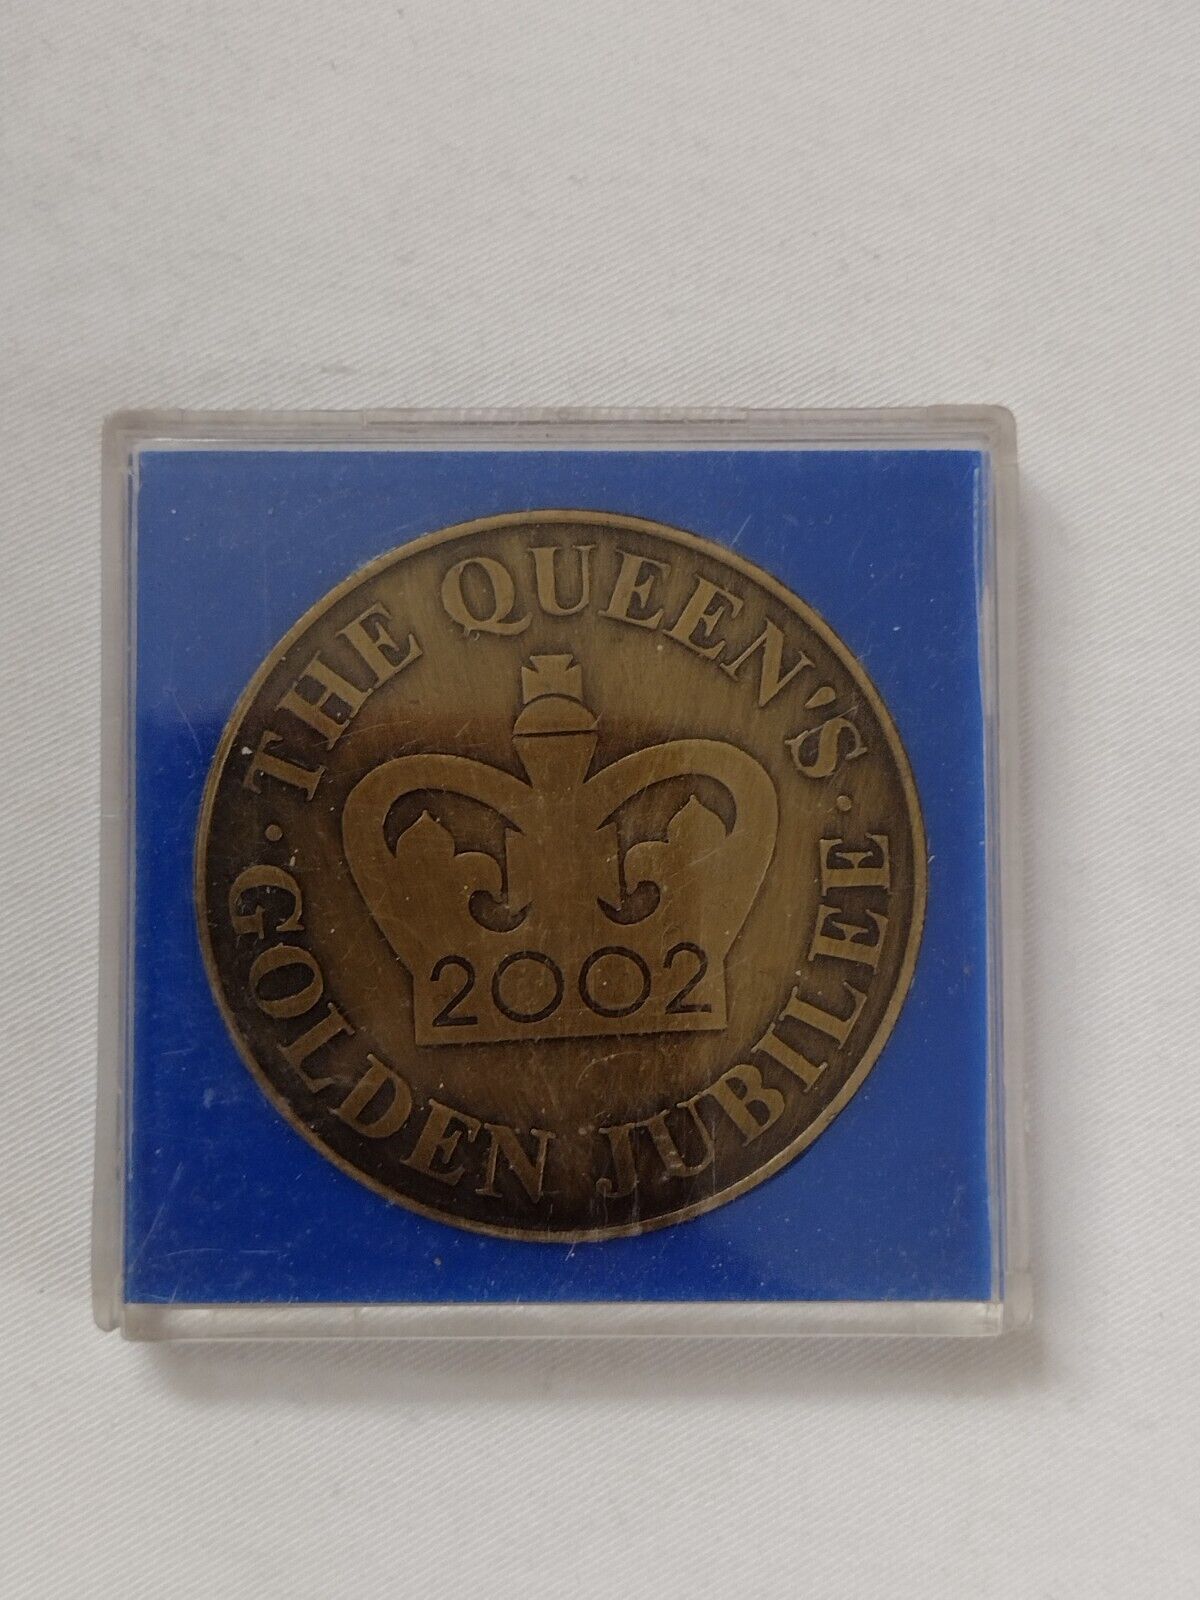 · THE QUEEN'S ·
GOLDEN JUBILEE
2002